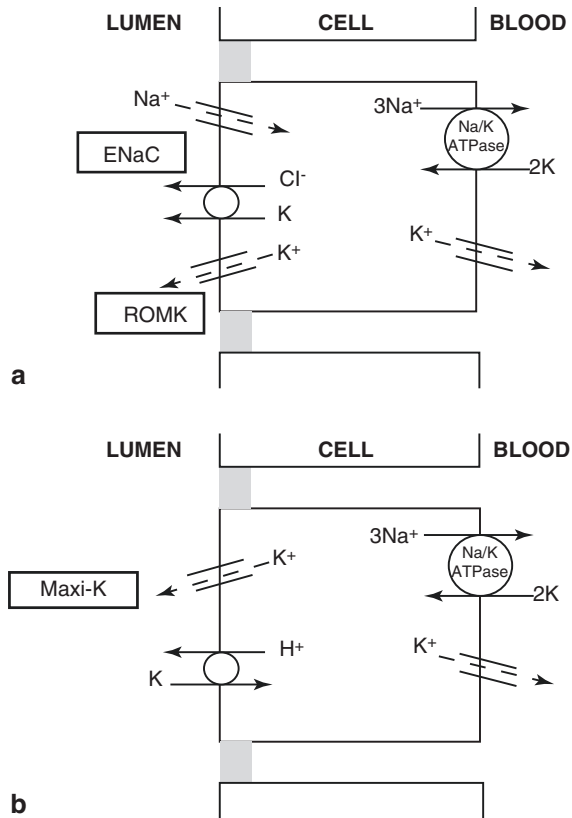 LUMEN CELL BLOOD
Na⁺ 3Na⁺
Na/K
ATPase
ENaC
Cl⁻ 2K
K
K⁺ K⁺
ROMK
a
LUMEN CELL BLOOD
3Na⁺
K⁺ Na/K
ATPase
Maxi-K 2K
H⁺ K⁺
K
b